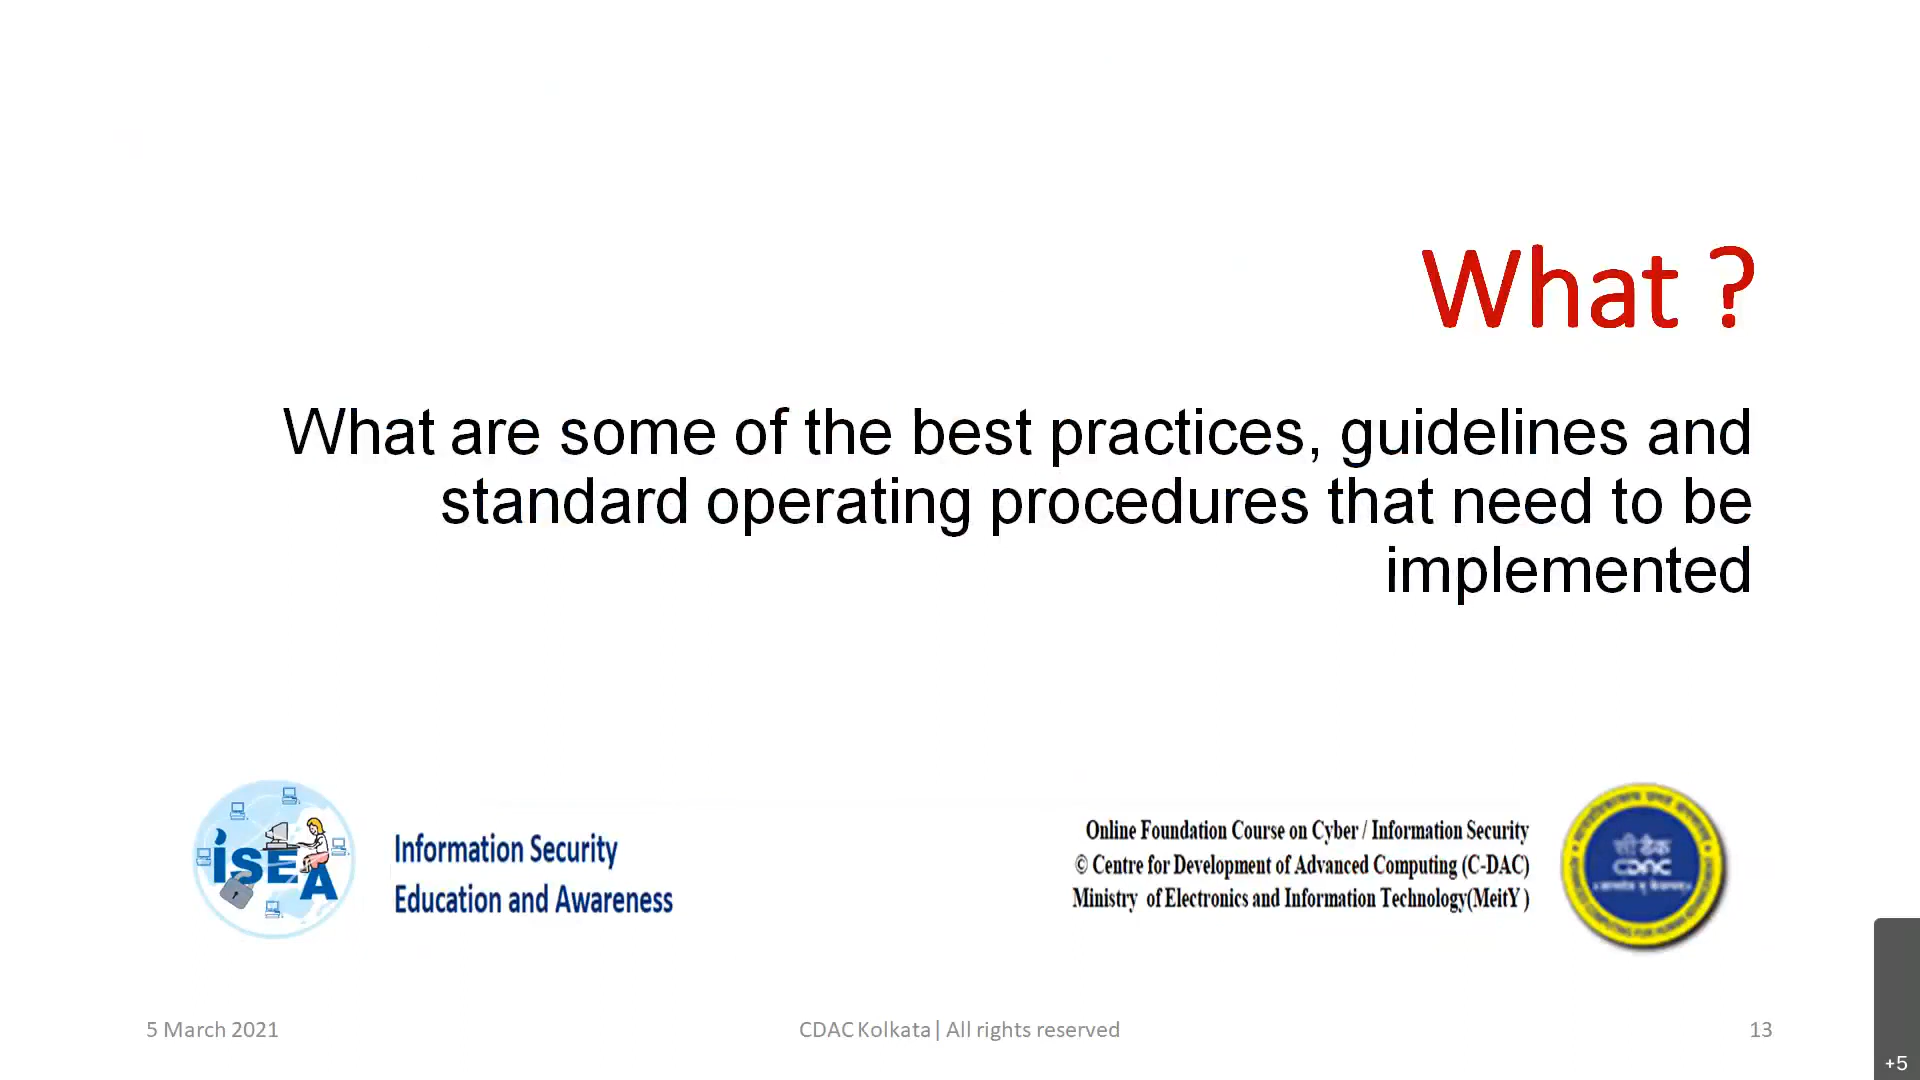 What ?
What are some of the best practices, guidelines and
standard operating procedures that need to be
implemented
iSEA
Information Security
Education and Awareness
Online Foundation Course on Cyber / Information Security
© Centre for Development of Advanced Computing (C-DAC)
Ministry of Electronics and Information Technology(MeitY )
सी डैक
CDAC
5 March 2021
CDAC Kolkata| All rights reserved
13
+5